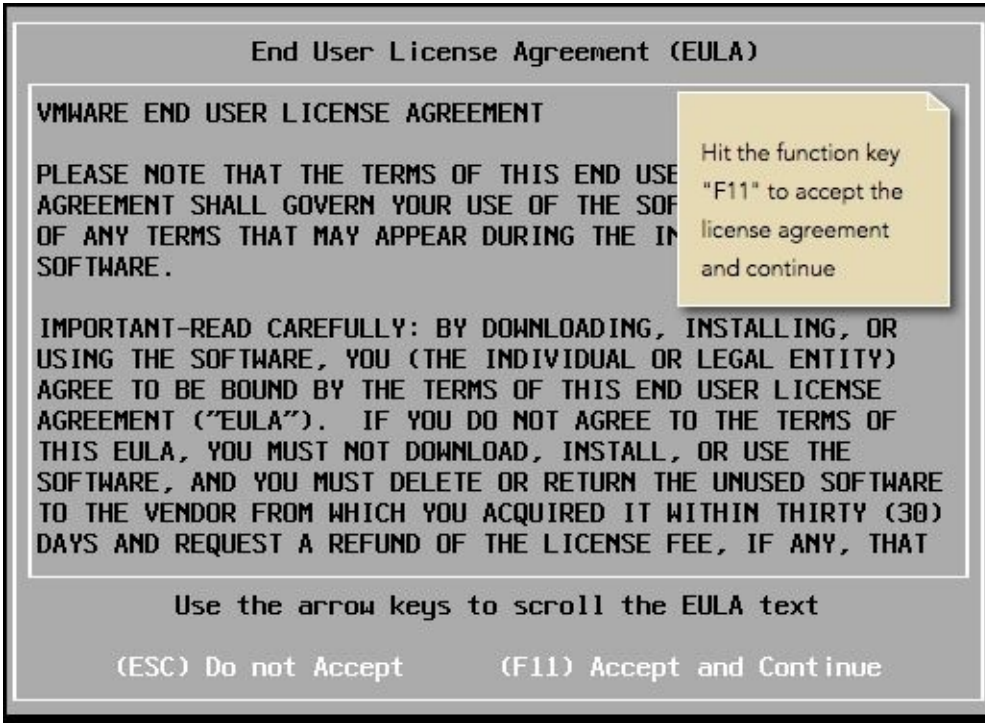 End User License Agreement (EULA)
VMWARE END USER LICENSE AGREEMENT
PLEASE NOTE THAT THE TERMS OF THIS END USE
AGREEMENT SHALL GOVERN YOUR USE OF THE SOF
OF ANY TERMS THAT MAY APPEAR DURING THE IN
SOFTWARE.
Hit the function key
"F11" to accept the
license agreement
and continue
IMPORTANT-READ CAREFULLY: BY DOWNLOADING, INSTALLING, OR
USING THE SOFTWARE, YOU (THE INDIVIDUAL OR LEGAL ENTITY)
AGREE TO BE BOUND BY THE TERMS OF THIS END USER LICENSE
AGREEMENT ("EULA"). IF YOU DO NOT AGREE TO THE TERMS OF
THIS EULA, YOU MUST NOT DOWNLOAD, INSTALL, OR USE THE
SOFTWARE, AND YOU MUST DELETE OR RETURN THE UNUSED SOFTWARE
TO THE VENDOR FROM WHICH YOU ACQUIRED IT WITHIN THIRTY (30)
DAYS AND REQUEST A REFUND OF THE LICENSE FEE, IF ANY, THAT
Use the arrow keys to scroll the EULA text
(ESC) Do not Accept (F11) Accept and Continue